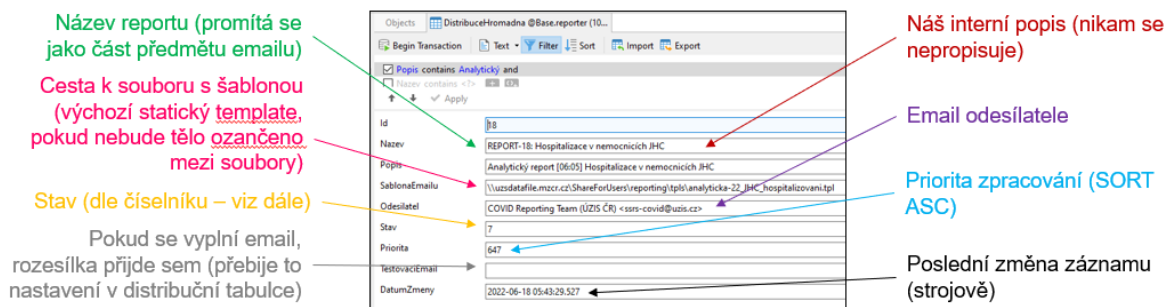 Název reportu (promítá se
jako část předmětu emailu)
Cesta k souboru s šablonou
(výchozí statický template,
pokud nebude tělo ozančeno
mezi soubory)
Stav (dle číselníku – viz dále)
Pokud se vyplní email,
rozesílka přijde sem (přebije to
nastavení v distribuční tabulce)
Objects DistribuceHromadna @Base.reporter (10...
Begin Transaction Text Filter Sort Import Export
Popis contains Analytický and
Nazev contains <?>
Apply
Id 18
Nazev REPORT-18: Hospitalizace v nemocnicích JHC
Popis Analytický report [06:05] Hospitalizace v nemocnicích JHC
SablonaEmailu \\uzsdatafile.mzcr.cz\ShareForUsers\reporting\tpls\analyticka-22_JHC_hospitalizovani.tpl
Odesilatel COVID Reporting Team (ÚZIS ČR) <ssrs-covid@uzis.cz>
Stav 7
Priorita 647
TestovaciEmail
DatumZmeny 2022-06-18 05:43:29.527
Náš interní popis (nikam se
nepropisuje)
Email odesílatele
Priorita zpracování (SORT
ASC)
Poslední změna záznamu
(strojově)